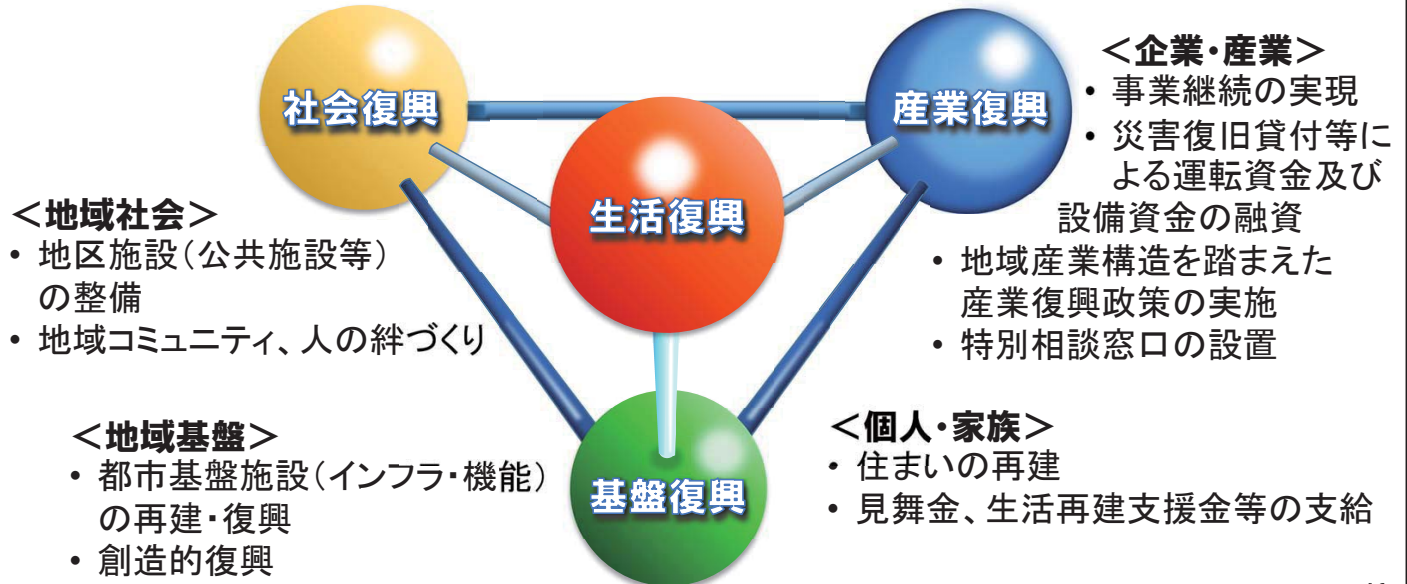 社会復興
産業復興
生活復興
基盤復興
＜企業・産業＞
• 事業継続の実現
• 災害復旧貸付等に
よる運転資金及び
設備資金の融資
• 地域産業構造を踏まえた
産業復興政策の実施
• 特別相談窓口の設置
＜地域社会＞
• 地区施設（公共施設等）
の整備
• 地域コミュニティ、人の絆づくり
＜地域基盤＞
• 都市基盤施設（インフラ・機能）
の再建・復興
• 創造的復興
＜個人・家族＞
• 住まいの再建
• 見舞金、生活再建支援金等の支給